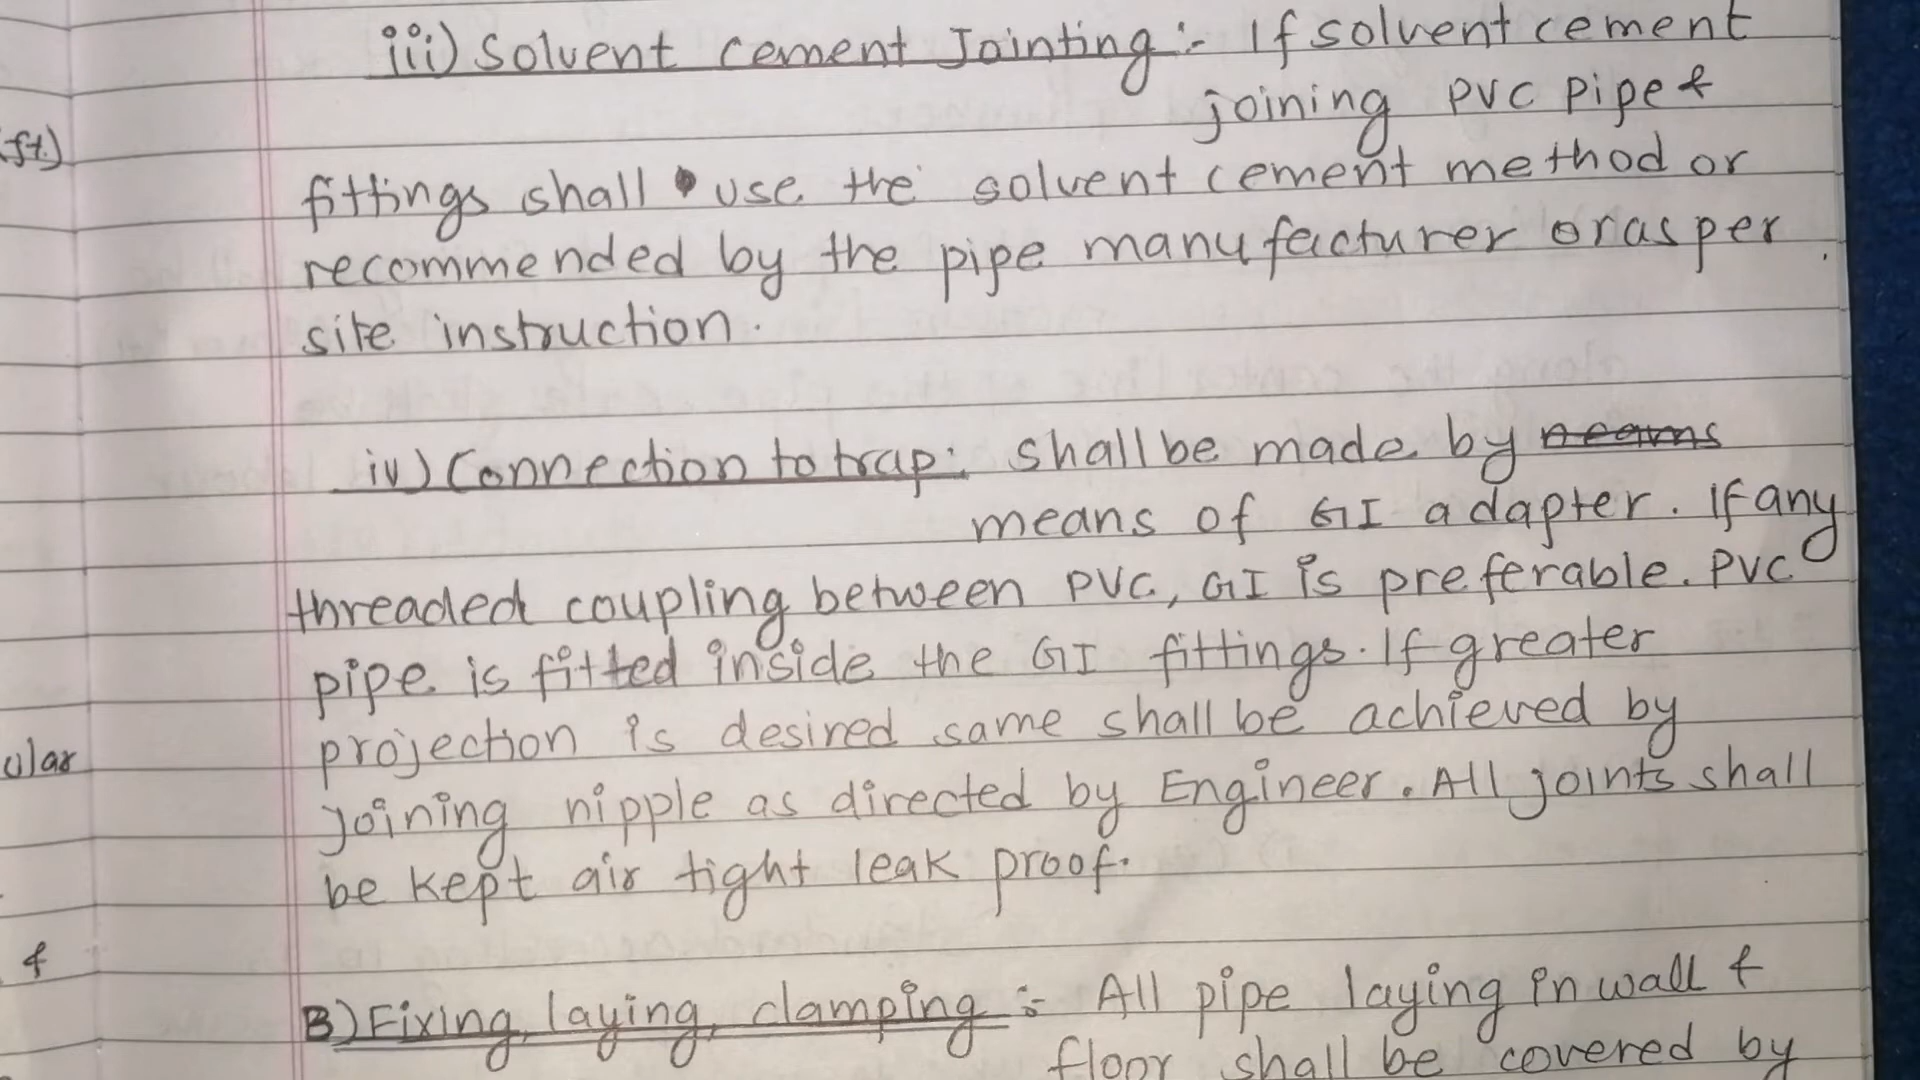 iii) Solvent cement Jointing :- If solvent cement
joining PVC pipe &
ft.)
fittings shall use the solvent cement method or
recommended by the pipe manufacturer or as per
site instruction.
iv) Connection to trap: shall be made by neams
means of GI adapter. If any
threaded coupling between PVC, GI is preferable. PVC
pipe is fitted inside the GI fittings. If greater
projection is desired same shall be achieved by
ular
joining nipple as directed by Engineer. All joints shall
be kept air tight leak proof.
&
B) Fixing, laying, clamping :- All pipe laying in wall &
floor shall be covered by